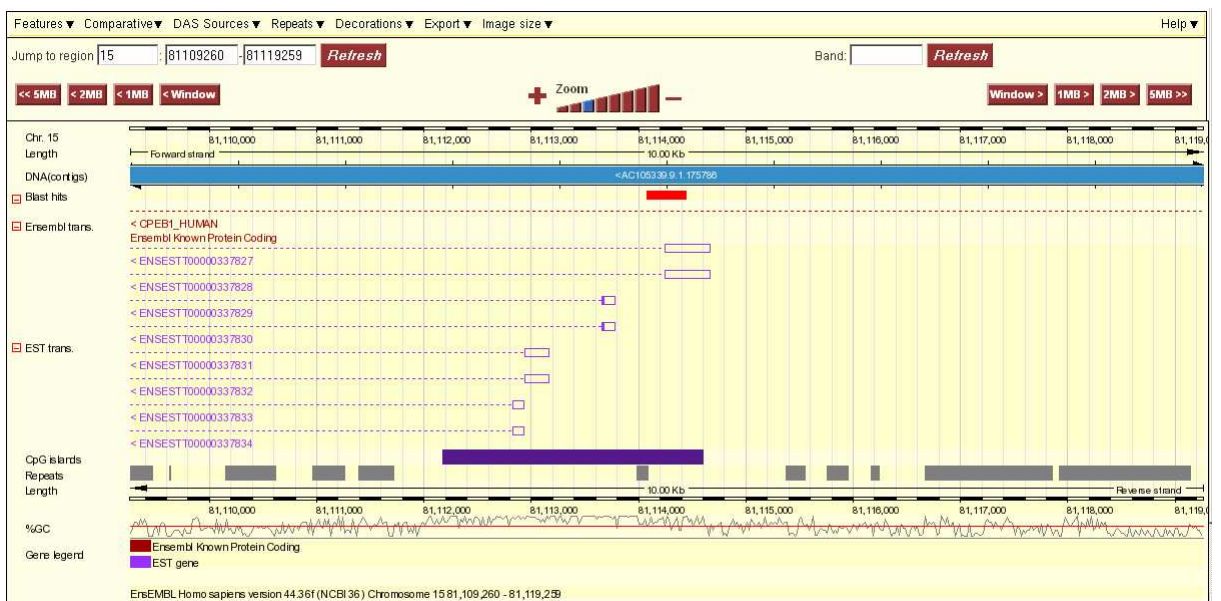 Features ▾ Comparative ▾ DAS Sources ▾ Repeats ▾ Decorations ▾ Export ▾ Image size ▾ Help ▾
Jump to region 15 : 81109260 - 81119259 Refresh Band: Refresh
<< 5MB < 2MB < 1MB < Window + Zoom − Window > 1MB > 2MB > 5MB >>
Chr. 15 81,110,000 81,111,000 81,112,000 81,113,000 81,114,000 81,115,000 81,116,000 81,117,000 81,118,000 81,119,0
Length Forward strand 10.00 Kb
DNA(contigs) <AC105339.9.1.175786
Blast hits
Ensembl trans. < CPEB1_HUMAN
Ensembl Known Protein Coding
< ENSESTT00000337827
< ENSESTT00000337828
< ENSESTT00000337829
< ENSESTT00000337830
EST trans.
< ENSESTT00000337831
< ENSESTT00000337832
< ENSESTT00000337833
< ENSESTT00000337834
CpG islands
Repeats
Length 10.00 Kb Reverse strand
81,110,000 81,111,000 81,112,000 81,113,000 81,114,000 81,115,000 81,116,000 81,117,000 81,118,000 81,119,0
%GC
Gene legend Ensembl Known Protein Coding
EST gene
EnsEMBL Homo sapiens version 44.36f (NCBI36) Chromosome 15 81,109,260 - 81,119,259